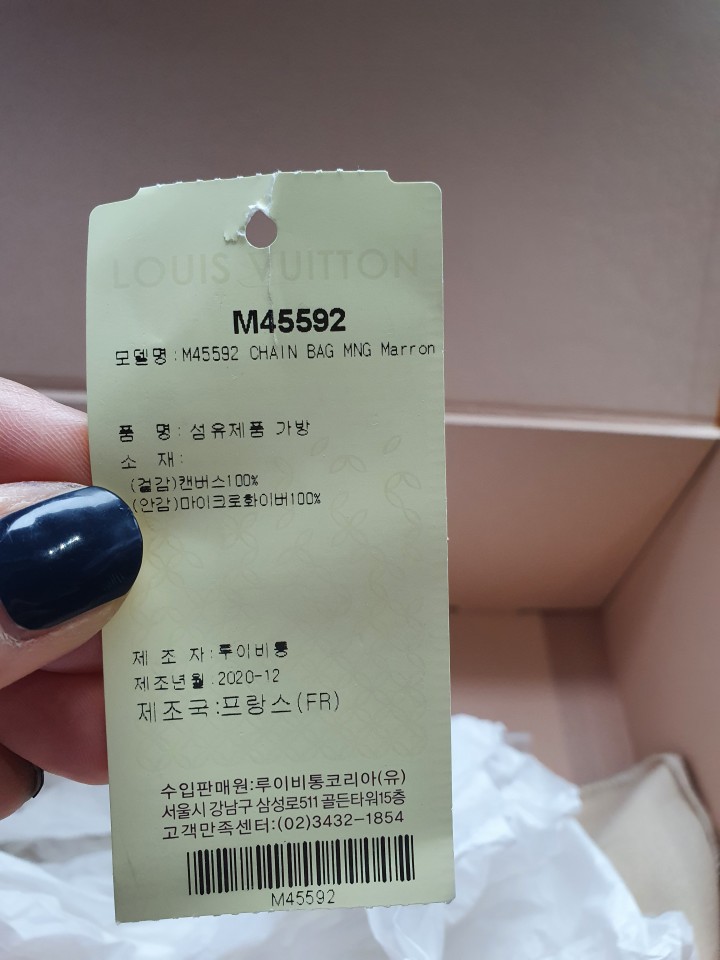 LOUIS VUITTON
M45592
모델명:M45592 CHAIN BAG MNG Marron
품 명: 섬유제품 가방
소 재:
(겉감)캔버스100%
(안감)마이크로화이버100%
제 조 자:루이비통
제조년월:2020-12
제조국:프랑스(FR)
수입판매원:루이비통코리아(유)
서울시 강남구 삼성로511 골든타워15층
고객만족센터:(02)3432-1854
M45592